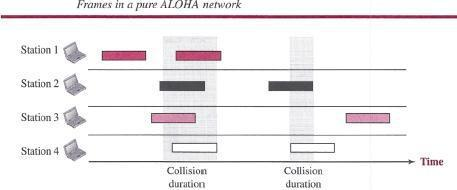 Frames in a pure ALOHA network
Station 1
Station 2
Station 3
Station 4
Time
Collision
duration
Collision
duration